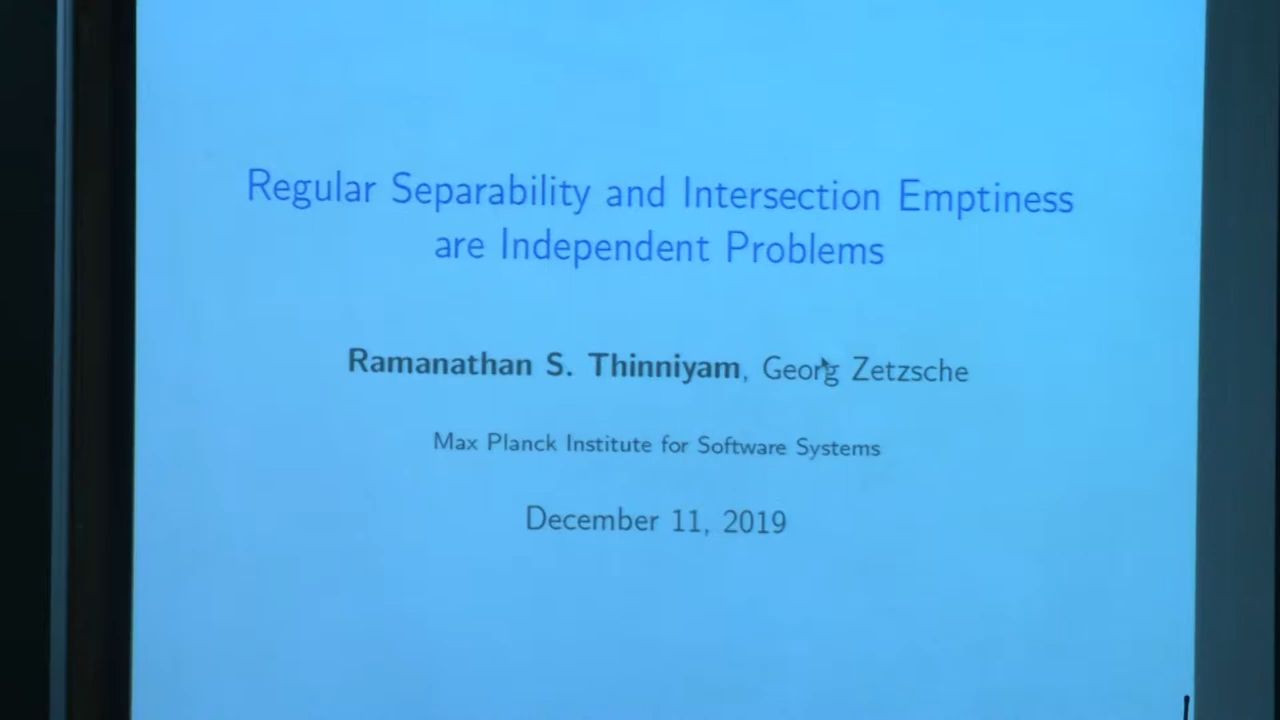 Regular Separability and Intersection Emptiness
are Independent Problems
Ramanathan S. Thinniyam, Georg Zetzsche
Max Planck Institute for Software Systems
December 11, 2019